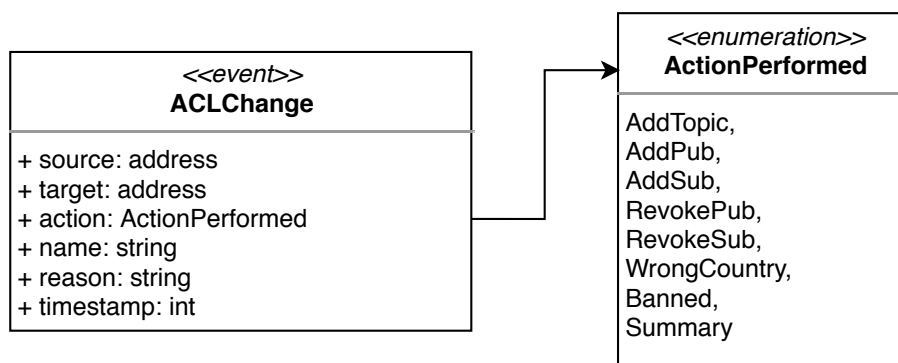 <<event>>
ACLChange
+ source: address
+ target: address
+ action: ActionPerformed
+ name: string
+ reason: string
+ timestamp: int
<<enumeration>>
ActionPerformed
AddTopic,
AddPub,
AddSub,
RevokePub,
RevokeSub,
WrongCountry,
Banned,
Summary